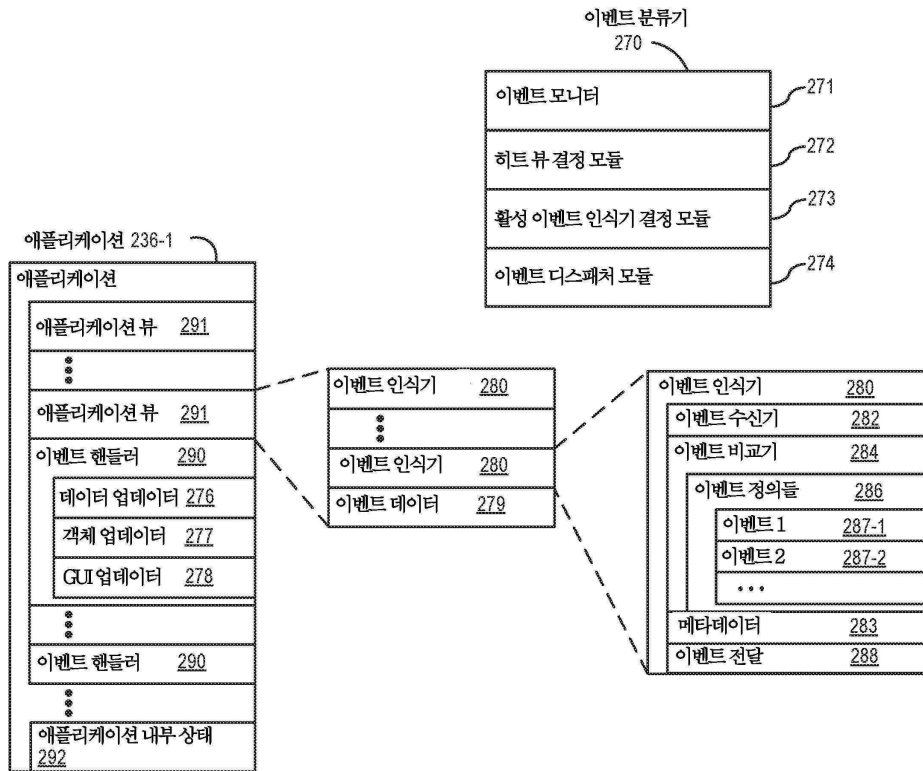 이벤트 분류기
270
이벤트 모니터
271
히트 뷰 결정 모듈
272
활성 이벤트 인식기 결정 모듈
273
이벤트 디스패처 모듈
274
애플리케이션 236-1
애플리케이션
애플리케이션 뷰 291
애플리케이션 뷰 291
이벤트 핸들러 290
데이터 업데이터 276
객체 업데이터 277
GUI 업데이터 278
이벤트 핸들러 290
애플리케이션 내부 상태
292
이벤트 인식기 280
이벤트 인식기 280
이벤트 데이터 279
이벤트 인식기 280
이벤트 수신기 282
이벤트 비교기 284
이벤트 정의들 286
이벤트 1 287-1
이벤트 2 287-2
• • •
메타데이터 283
이벤트 전달 288